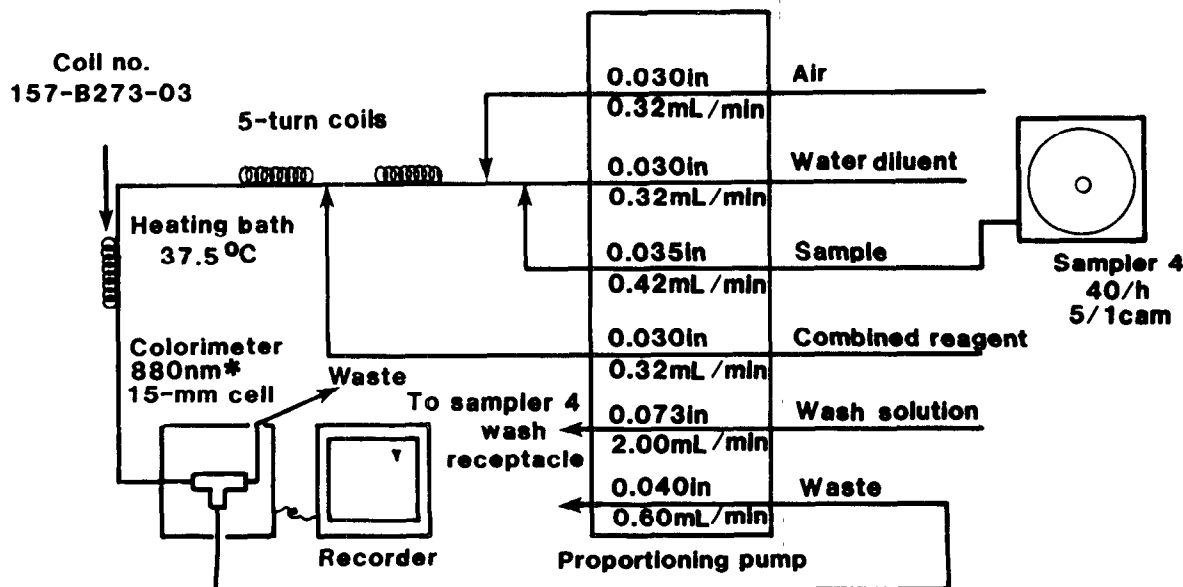 Coil no.
157-B273-03
5-turn coils
Heating bath
37.5 ºC
Colorimeter
880nm*
15-mm cell
Waste
Recorder
0.030in
0.32mL/min
Air
0.030in
0.32mL/min
Water diluent
0.035in
0.42mL/min
Sample
0.030in
0.32mL/min
Combined reagent
To sampler 4
wash
receptacle
0.073in
2.00mL/min
Wash solution
0.040in
0.60mL/min
Waste
Proportioning pump
Sampler 4
40/h
5/1cam